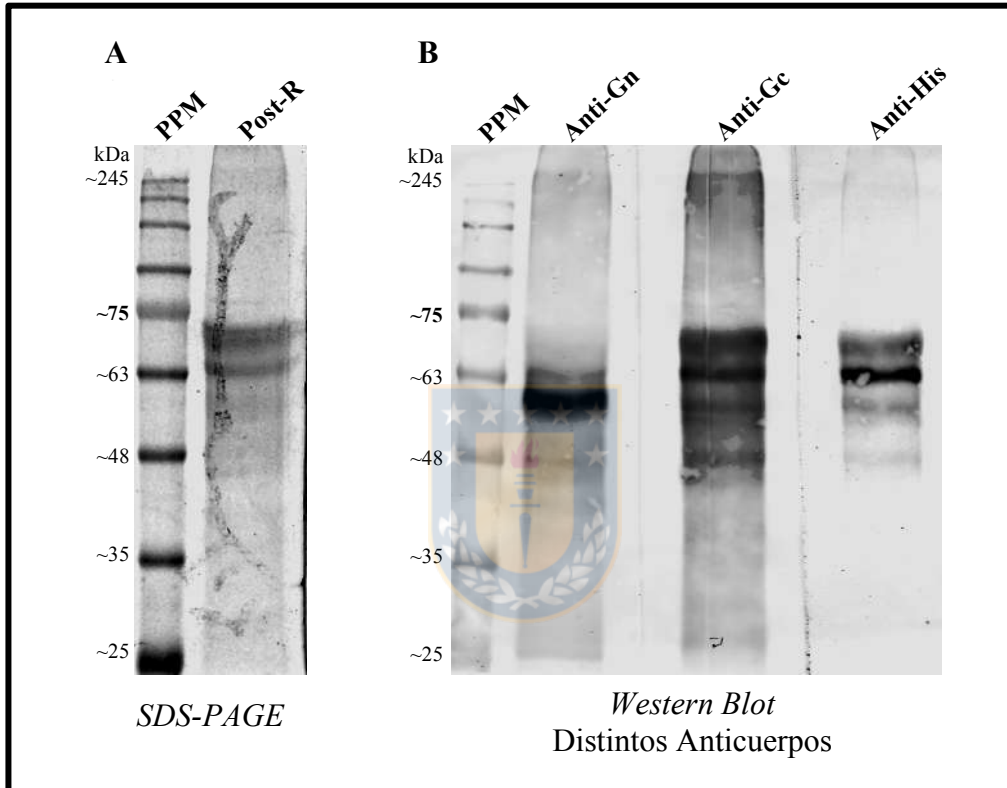 A
B
PPM
Post-R
PPM
Anti-Gn
Anti-Gc
Anti-His
kDa
~245
~75
~63
~48
~35
~25
kDa
~245
~75
~63
~48
~35
~25
SDS-PAGE
Western Blot
Distintos Anticuerpos